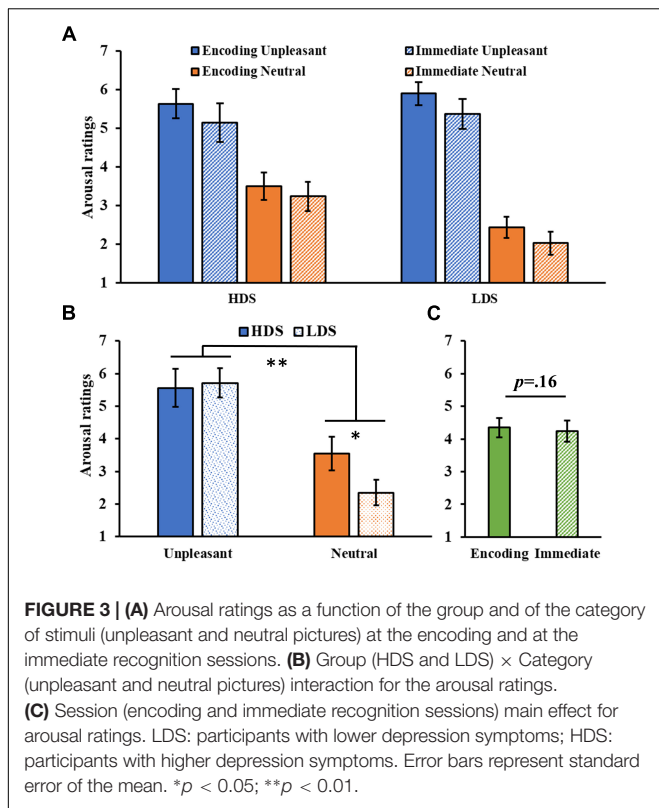 A
Encoding Unpleasant Immediate Unpleasant
Encoding Neutral Immediate Neutral
Arousal ratings
7
6
5
4
3
2
1
HDS LDS
B
HDS LDS
Arousal ratings
7
6
5
4
3
2
1
**
*
Unpleasant Neutral
C
7
6
5
4
3
2
1
p=.16
Encoding Immediate
FIGURE 3 | (A) Arousal ratings as a function of the group and of the category
of stimuli (unpleasant and neutral pictures) at the encoding and at the
immediate recognition sessions. (B) Group (HDS and LDS) × Category
(unpleasant and neutral pictures) interaction for the arousal ratings.
(C) Session (encoding and immediate recognition sessions) main effect for
arousal ratings. LDS: participants with lower depression symptoms; HDS:
participants with higher depression symptoms. Error bars represent standard
error of the mean. *p < 0.05; **p < 0.01.